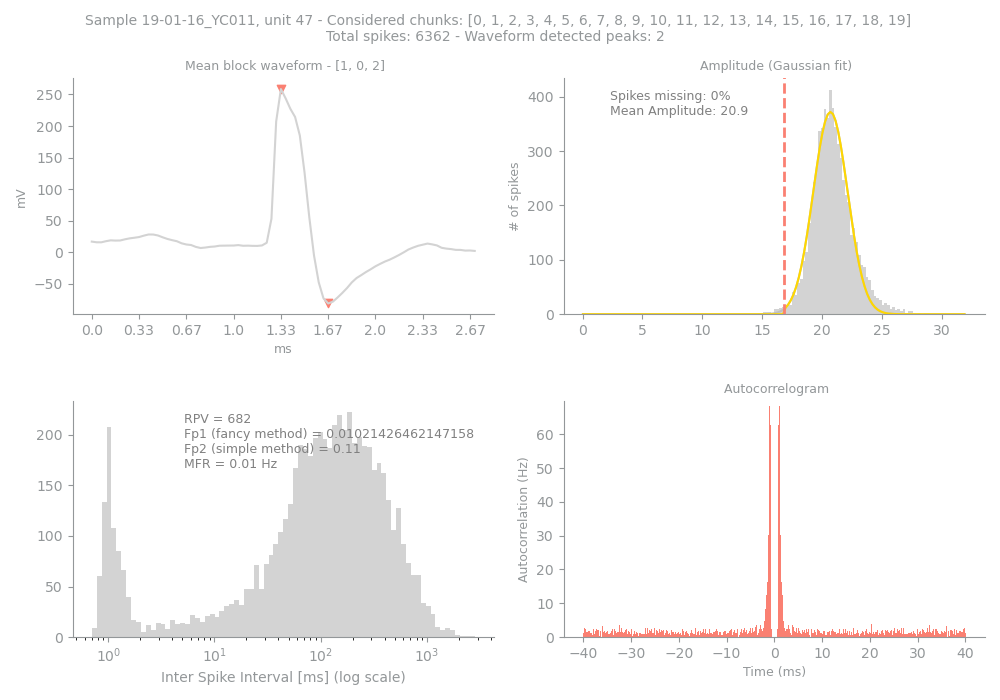 Sample 19-01-16_YC011, unit 47 - Considered chunks: [0, 1, 2, 3, 4, 5, 6, 7, 8, 9, 10, 11, 12, 13, 14, 15, 16, 17, 18, 19]
Total spikes: 6362 - Waveform detected peaks: 2
Mean block waveform - [1, 0, 2]
250
200
150
100
50
0
−50
mV
0.0 0.33 0.67 1.0 1.33 1.67 2.0 2.33 2.67
ms
Amplitude (Gaussian fit)
Spikes missing: 0%
Mean Amplitude: 20.9
400
300
200
100
0
# of spikes
0 5 10 15 20 25 30
RPV = 682
Fp1 (fancy method) = 0.01021426462147158
Fp2 (simple method) = 0.11
MFR = 0.01 Hz
200
150
100
50
0
10⁰ 10¹ 10² 10³
Inter Spike Interval [ms] (log scale)
Autocorrelogram
60
50
40
30
20
10
0
Autocorrelation (Hz)
−40 −30 −20 −10 0 10 20 30 40
Time (ms)